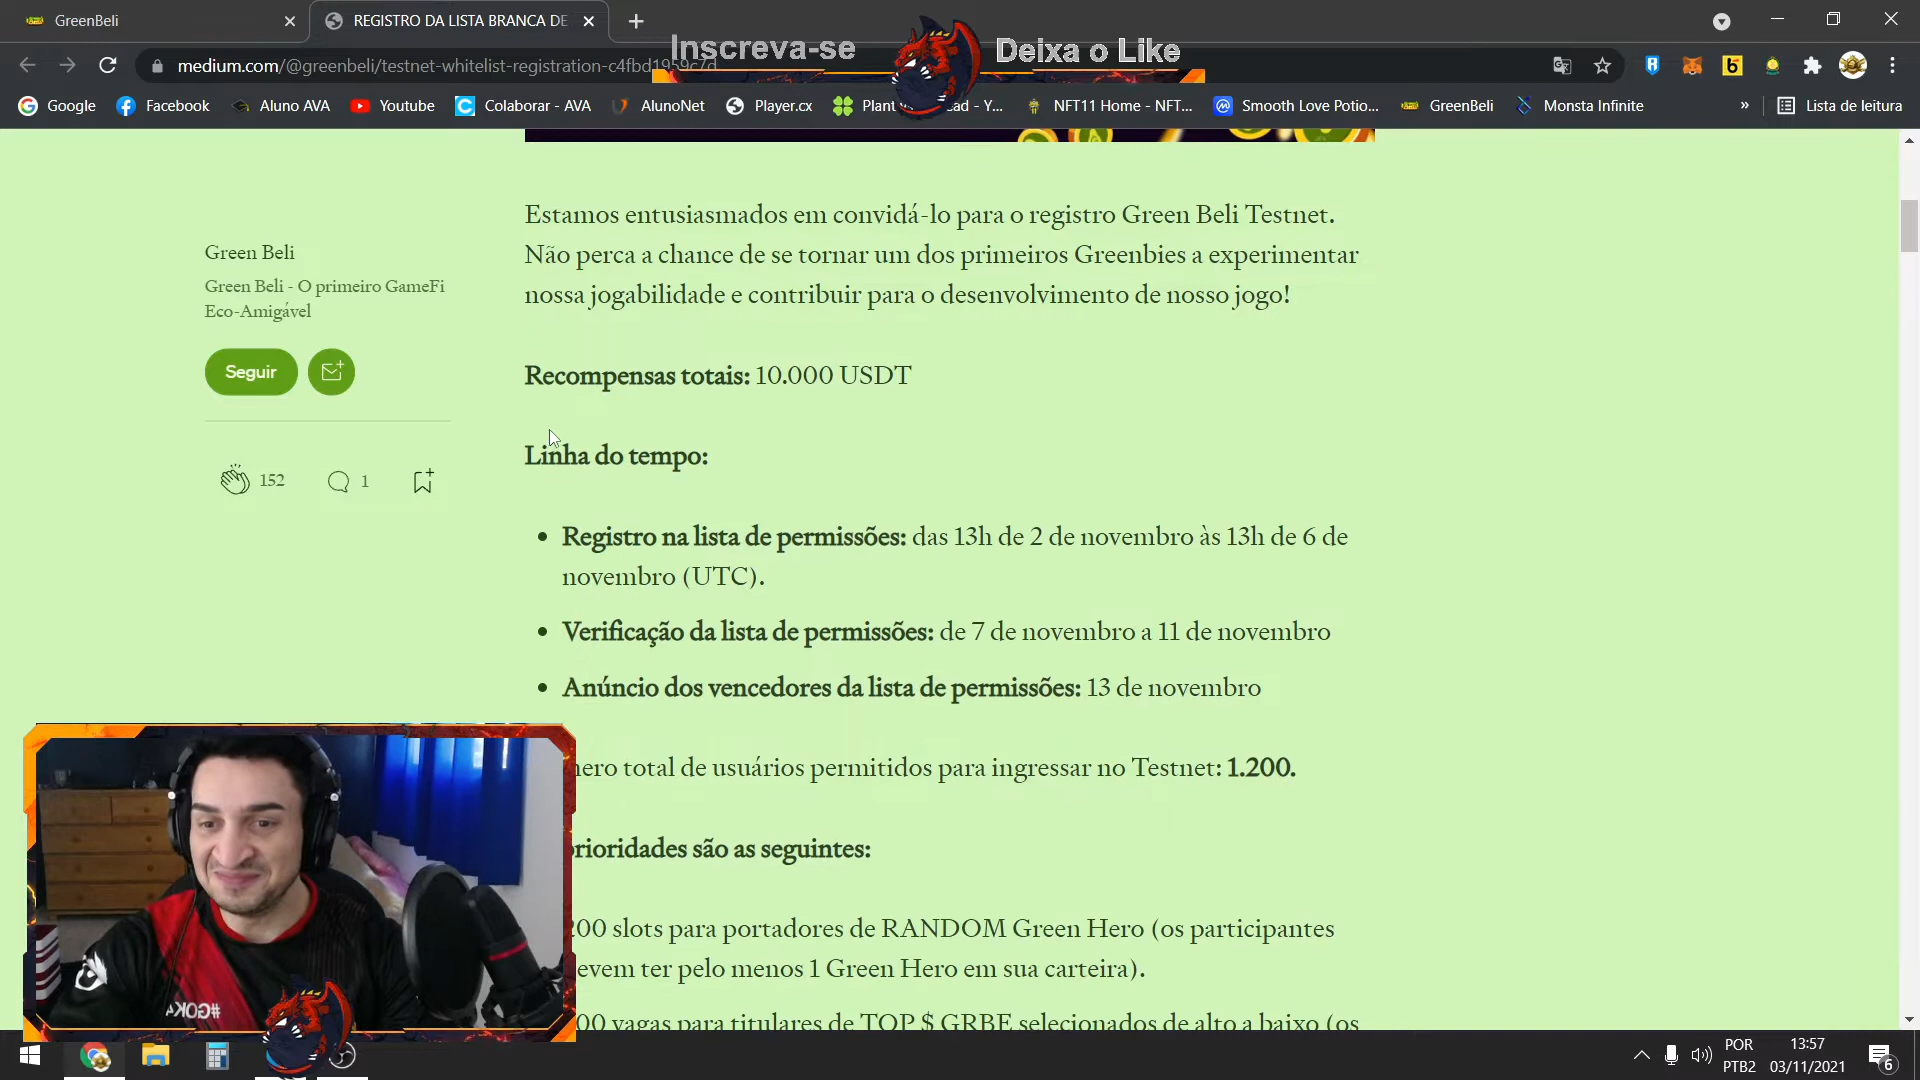 GreenBeli
REGISTRO DA LISTA BRANCA DE
Inscreva-se
Deixa o Like
medium.com/@greenbeli/testnet-whitelist-registration-c4fbd1959c7d
Google
Facebook
Aluno AVA
Youtube
Colaborar - AVA
AlunoNet
Player.cx
NFT11 Home - NFT...
Smooth Love Potio...
GreenBeli
Monsta Infinite
»
Lista de leitura
Green Beli
Green Beli - O primeiro GameFi
Eco-Amigável
Seguir
152
1
Estamos entusiasmados em convidá-lo para o registro Green Beli Testnet.
Não perca a chance de se tornar um dos primeiros Greenbies a experimentar
nossa jogabilidade e contribuir para o desenvolvimento de nosso jogo!
Recompensas totais: 10.000 USDT
Linha do tempo:
• Registro na lista de permissões: das 13h de 2 de novembro às 13h de 6 de
novembro (UTC).
• Verificação da lista de permissões: de 7 de novembro a 11 de novembro
• Anúncio dos vencedores da lista de permissões: 13 de novembro
total de usuários permitidos para ingressar no Testnet: 1.200.
são as seguintes:
slots para portadores de RANDOM Green Hero (os participantes
ter pelo menos 1 Green Hero em sua carteira).
vagas para titulares de TOP $ GRBE selecionados de alto a baixo (os
POR
PTB2
13:57
03/11/2021
6